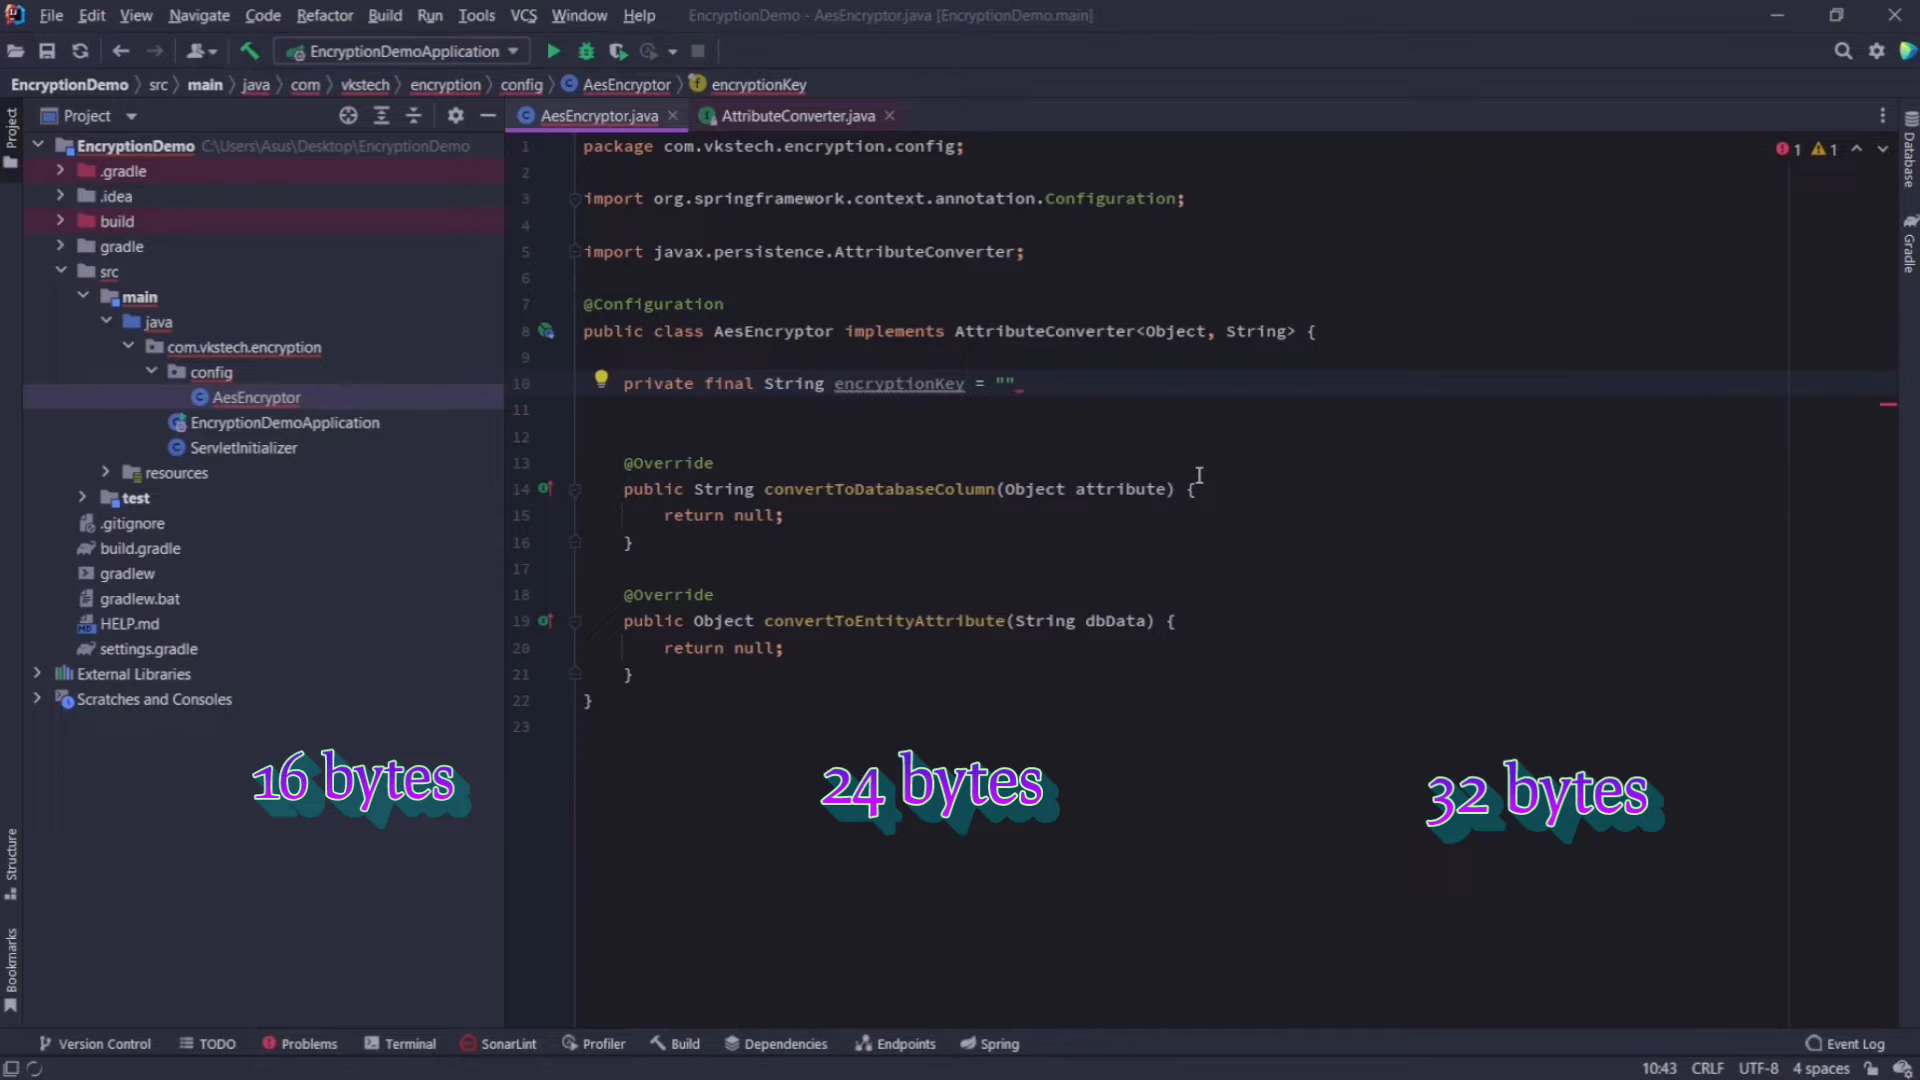 File Edit View Navigate Code Refactor Build Run Tools VCS Window Help EncryptionDemo - AesEncryptor.java [EncryptionDemo.main]
EncryptionDemoApplication
EncryptionDemo src main java com vkstech encryption config AesEncryptor encryptionKey
Project
Project
AesEncryptor.java
AttributeConverter.java
EncryptionDemo C:\Users\Asus\Desktop\EncryptionDemo
.gradle
.idea
build
gradle
src
main
java
com.vkstech.encryption
config
AesEncryptor
EncryptionDemoApplication
ServletInitializer
resources
test
.gitignore
build.gradle
gradlew
gradlew.bat
HELP.md
settings.gradle
External Libraries
Scratches and Consoles
1 package com.vkstech.encryption.config;
2
3 import org.springframework.context.annotation.Configuration;
4
5 import javax.persistence.AttributeConverter;
6
7 @Configuration
8 public class AesEncryptor implements AttributeConverter<Object, String> {
9
10 private final String encryptionKey = ""
11
12
13 @Override
14 public String convertToDatabaseColumn(Object attribute) {
15 return null;
16 }
17
18 @Override
19 public Object convertToEntityAttribute(String dbData) {
20 return null;
21 }
22 }
23
1 1
Database
Gradle
16 bytes
24 bytes
32 bytes
Structure
Bookmarks
Version Control TODO Problems Terminal SonarLint Profiler Build Dependencies Endpoints Spring Event Log
10:43 CRLF UTF-8 4 spaces